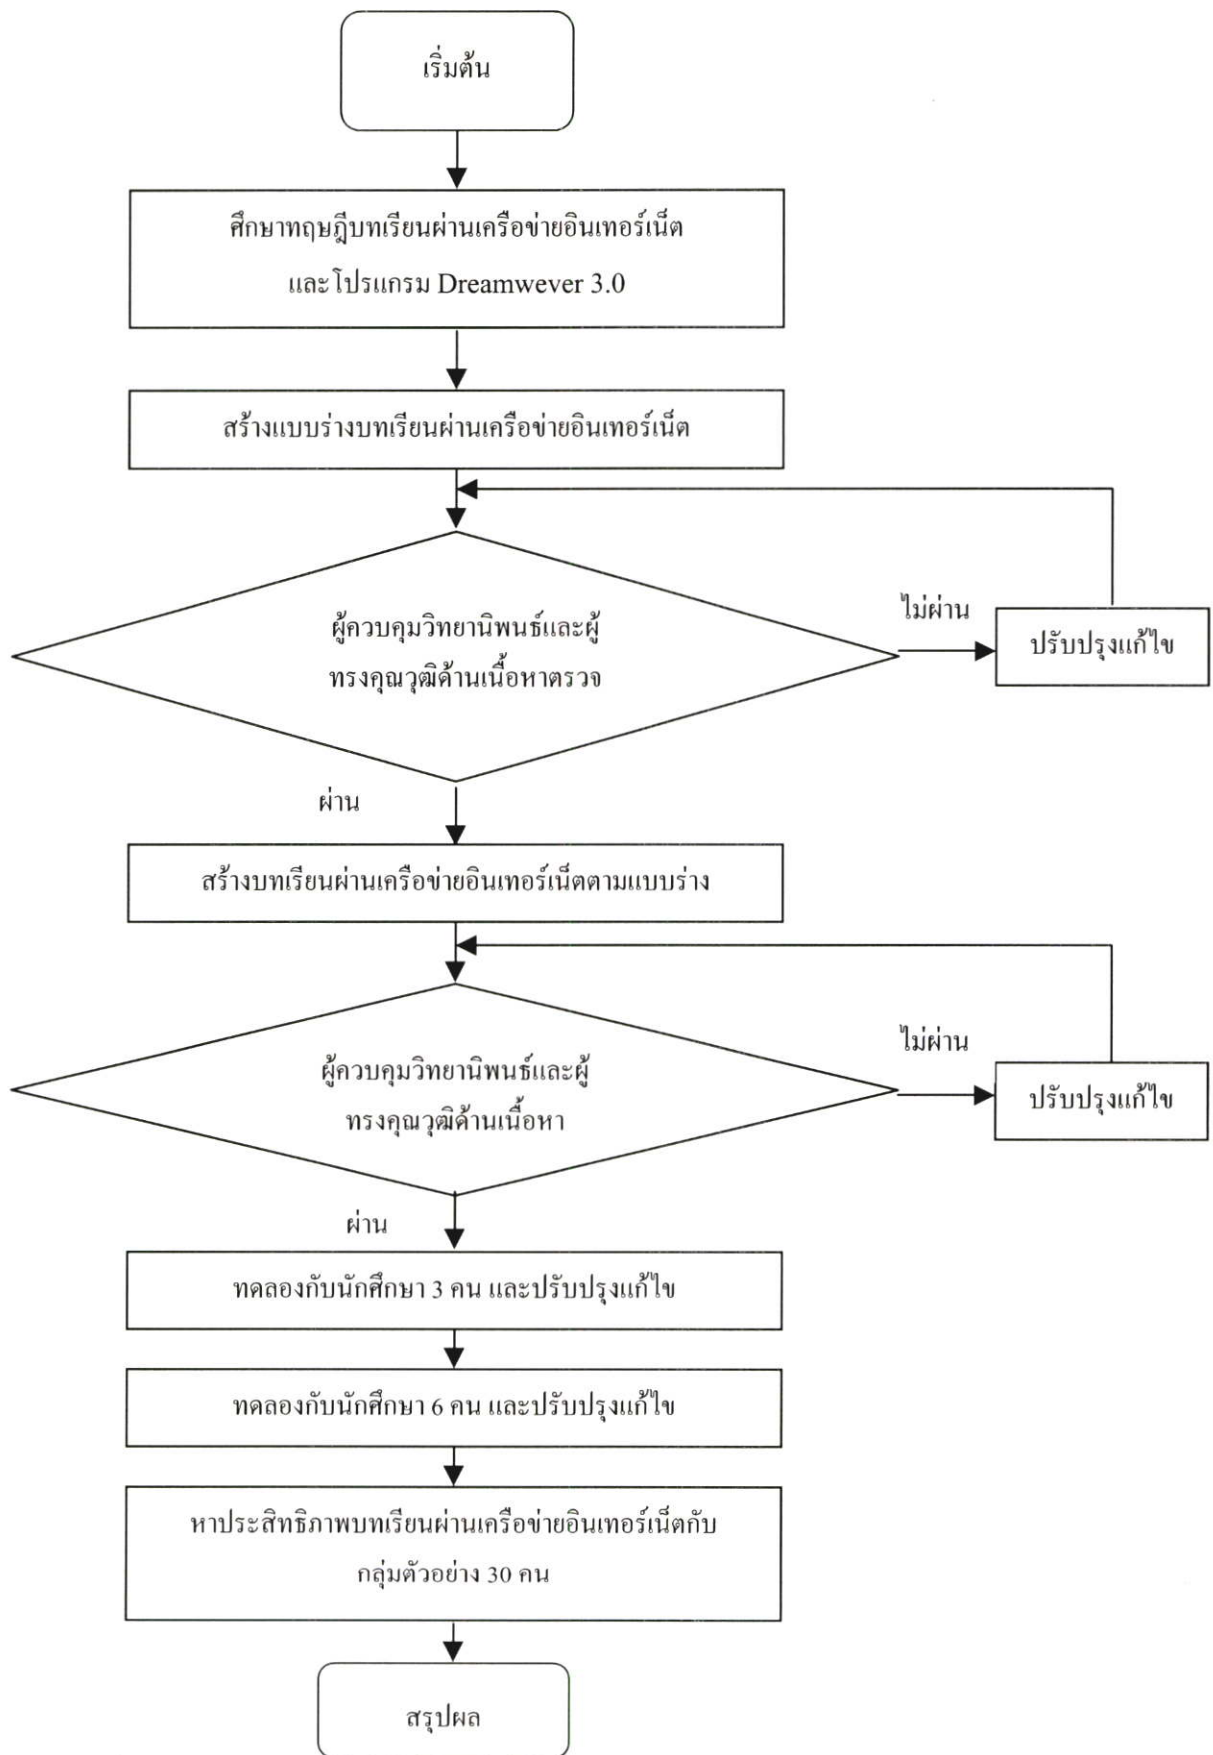 เริ่มต้น
ศึกษาทฤษฎีบทเรียนผ่านเครือข่ายอินเทอร์เน็ต
และโปรแกรม Dreamwever 3.0
สร้างแบบร่างบทเรียนผ่านเครือข่ายอินเทอร์เน็ต
ผู้ควบคุมวิทยานิพนธ์และผู้
ทรงคุณวุฒิด้านเนื้อหาตรวจ
ไม่ผ่าน
ปรับปรุงแก้ไข
ผ่าน
สร้างบทเรียนผ่านเครือข่ายอินเทอร์เน็ตตามแบบร่าง
ผู้ควบคุมวิทยานิพนธ์และผู้
ทรงคุณวุฒิด้านเนื้อหา
ไม่ผ่าน
ปรับปรุงแก้ไข
ผ่าน
ทดลองกับนักศึกษา 3 คน และปรับปรุงแก้ไข
ทดลองกับนักศึกษา 6 คน และปรับปรุงแก้ไข
หาประสิทธิภาพบทเรียนผ่านเครือข่ายอินเทอร์เน็ตกับ
กลุ่มตัวอย่าง 30 คน
สรุปผล